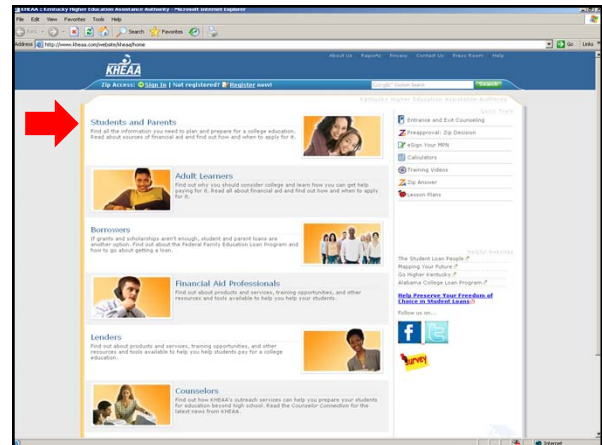 KHEAA : Kentucky Higher Education Assistance Authority - Microsoft Internet Explorer
File Edit View Favorites Tools Help
Search Favorites
Address http://www.kheaa.com/website/kheaa/home Go Links
About Us Reports Privacy Contact Us Press Room Help
KHEAA
Zip Access: Sign In | Not registered? Register now!
Google™ Custom Search Search
Kentucky Higher Education Assistance Authority
Students and Parents
Find all the information you need to plan and prepare for a college education.
Read about sources of financial aid and find out how and when to apply for it.
Adult Learners
Find out why you should consider college and learn how you can get help
paying for it. Read all about financial aid and find out how and when to apply
for it.
Borrowers
If grants and scholarships aren't enough, student and parent loans are
another option. Find out about the Federal Family Education Loan Program and
how to go about getting a loan.
Financial Aid Professionals
Find out about products and services, training opportunities, and other
resources and tools available to help you help your students.
Lenders
Find out about products and services, training opportunities, and other
resources and tools available to help you help students pay for a college
education.
Counselors
Find out how KHEAA's outreach services can help you prepare your students
for education beyond high school. Read the Counselor Connection for the
latest news from KHEAA.
Quick Tools
Entrance and Exit Counseling
Preapproval: Zip Decision
eSign Your MPN
Calculators
Training Videos
Zip Answer
Lesson Plans
Helpful Websites
The Student Loan People
Mapping Your Future
Go Higher Kentucky
Alabama College Loan Program
Help Preserve Your Freedom of
Choice in Student Loans
Follow us on...
f t
Survey
Internet